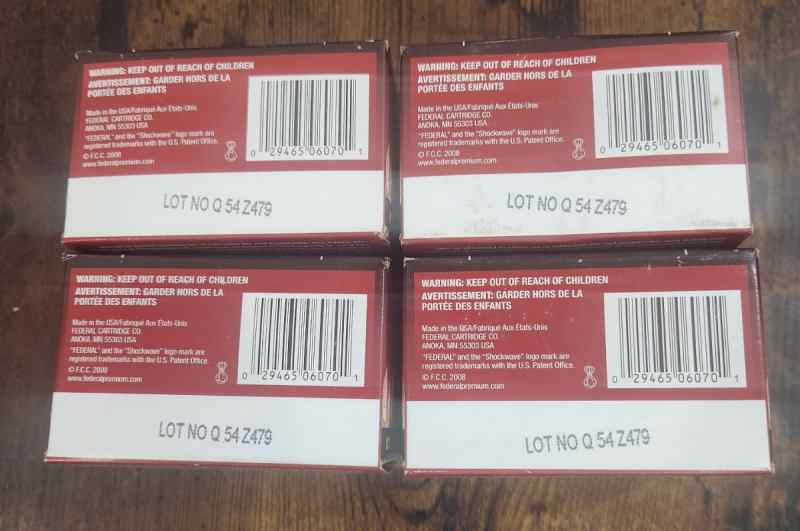 WARNING: KEEP OUT OF REACH OF CHILDREN
AVERTISSEMENT: GARDER HORS DE LA
PORTÉE DES ENFANTS
Made in the USA/Fabriqué Aux États-Unis
FEDERAL CARTRIDGE CO.
ANOKA, MN 55303 USA
"FEDERAL" and the "Shockwave" logo mark are
registered trademarks with the U.S. Patent Office.
© F.C.C. 2008
www.federalpremium.com
0 29465 06070 1
LOT NO Q 54 Z479
WARNING: KEEP OUT OF REACH OF CHILDREN
AVERTISSEMENT: GARDER HORS DE LA
PORTÉE DES ENFANTS
Made in the USA/Fabriqué Aux États-Unis
FEDERAL CARTRIDGE CO.
ANOKA, MN 55303 USA
"FEDERAL" and the "Shockwave" logo mark are
registered trademarks with the U.S. Patent Office.
© F.C.C. 2008
www.federalpremium.com
0 29465 06070 1
LOT NO Q 54 Z479
WARNING: KEEP OUT OF REACH OF CHILDREN
AVERTISSEMENT: GARDER HORS DE LA
PORTÉE DES ENFANTS
Made in the USA/Fabriqué Aux États-Unis
FEDERAL CARTRIDGE CO.
ANOKA, MN 55303 USA
"FEDERAL" and the "Shockwave" logo mark are
registered trademarks with the U.S. Patent Office.
© F.C.C. 2008
www.federalpremium.com
0 29465 06070 1
LOT NO Q 54 Z479
WARNING: KEEP OUT OF REACH OF CHILDREN
AVERTISSEMENT: GARDER HORS DE LA
PORTÉE DES ENFANTS
Made in the USA/Fabriqué Aux États-Unis
FEDERAL CARTRIDGE CO.
ANOKA, MN 55303 USA
"FEDERAL" and the "Shockwave" logo mark are
registered trademarks with the U.S. Patent Office.
© F.C.C. 2008
www.federalpremium.com
0 29465 06070 1
LOT NO Q 54 Z479